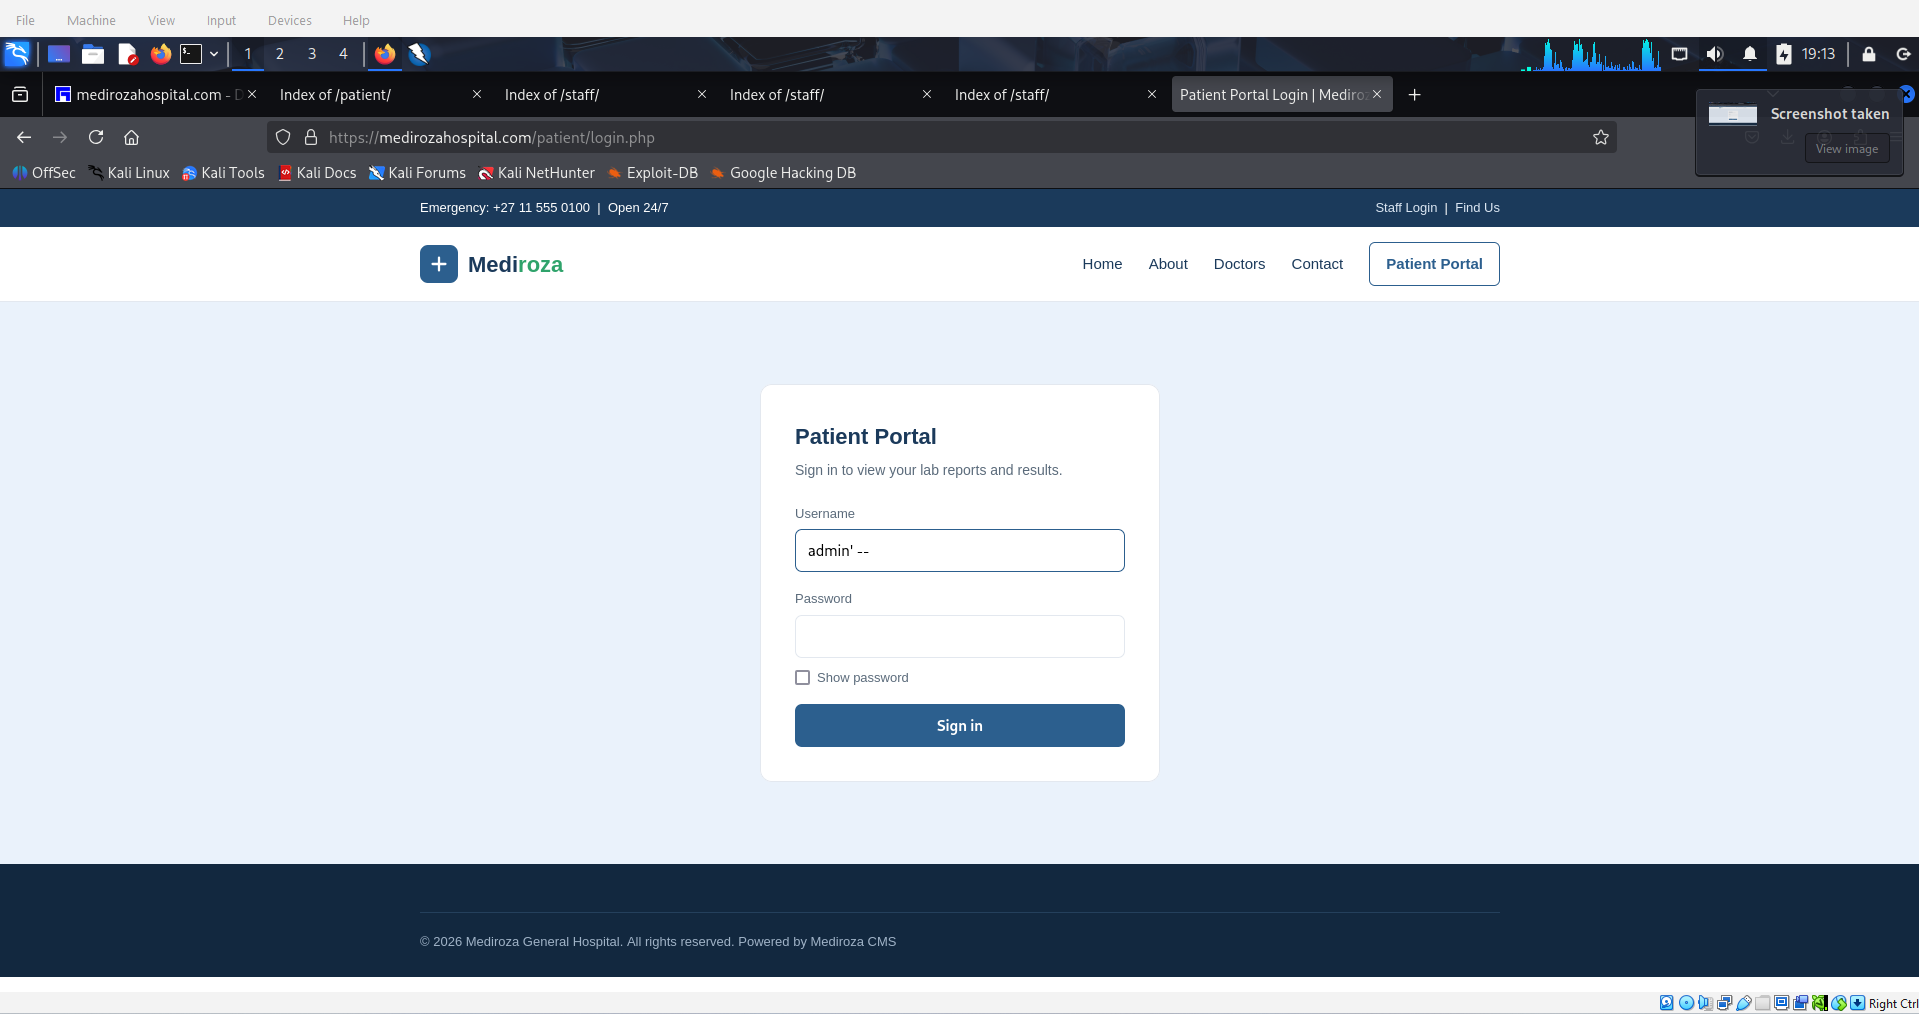 File Machine View Input Devices Help
1 2 3 4 19:13
medirozahospital.com - D Index of /patient/ Index of /staff/ Index of /staff/ Index of /staff/ Patient Portal Login | Mediroz
Screenshot taken
https://medirozahospital.com/patient/login.php
View image
OffSec Kali Linux Kali Tools Kali Docs Kali Forums Kali NetHunter Exploit-DB Google Hacking DB
Emergency: +27 11 555 0100 | Open 24/7 Staff Login | Find Us
Mediroza Home About Doctors Contact Patient Portal
Patient Portal
Sign in to view your lab reports and results.
Username
admin' --
Password
Show password
Sign in
© 2026 Mediroza General Hospital. All rights reserved. Powered by Mediroza CMS
Right Ctrl